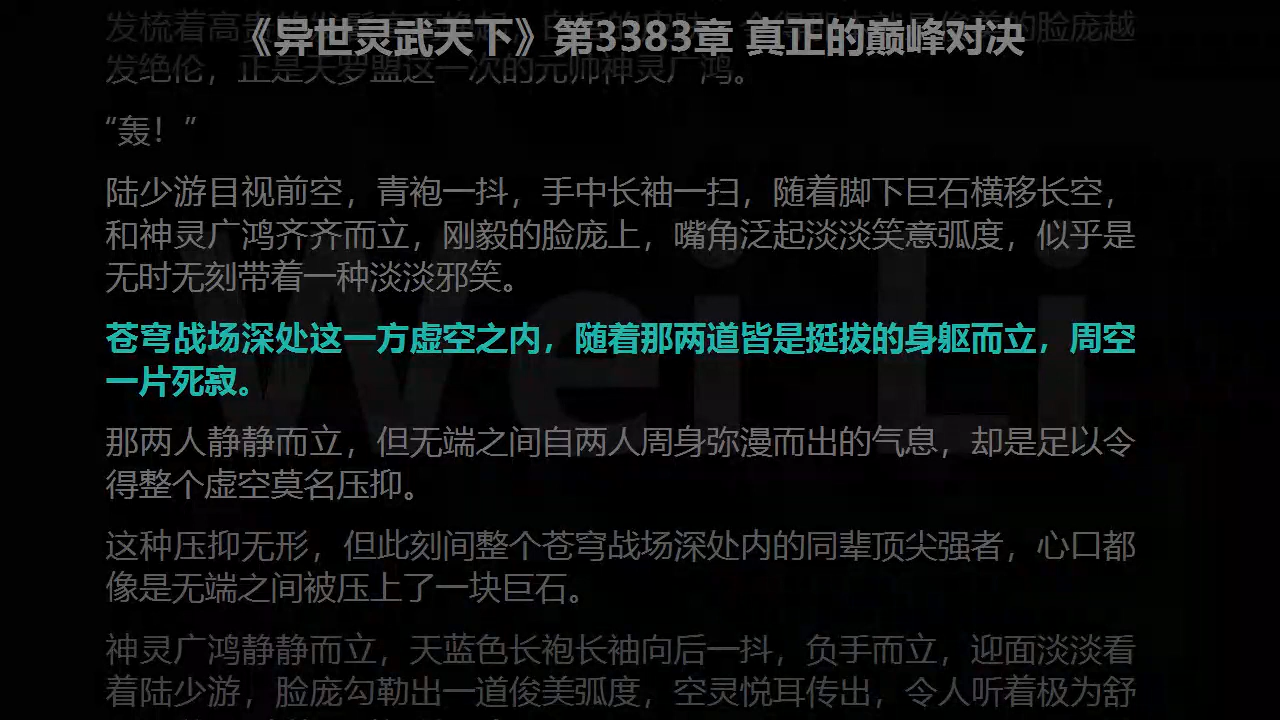 《异世灵武天下》第3383章 真正的巅峰对决
发梳着高贵的
的脸庞越
发绝伦，正是天罗盟这一次的元帅神灵广鸿。
“轰！”
陆少游目视前空，青袍一抖，手中长袖一扫，随着脚下巨石横移长空，
和神灵广鸿齐齐而立，刚毅的脸庞上，嘴角泛起淡淡笑意弧度，似乎是
无时无刻带着一种淡淡邪笑。
苍穹战场深处这一方虚空之内，随着那两道皆是挺拔的身躯而立，周空
一片死寂。
那两人静静而立，但无端之间自两人周身弥漫而出的气息，却是足以令
得整个虚空莫名压抑。
这种压抑无形，但此刻间整个苍穹战场深处内的同辈顶尖强者，心口都
像是无端之间被压上了一块巨石。
神灵广鸿静静而立，天蓝色长袍长袖向后一抖，负手而立，迎面淡淡看
着陆少游，脸庞勾勒出一道俊美弧度，空灵悦耳传出，令人听着极为舒
Wei Li